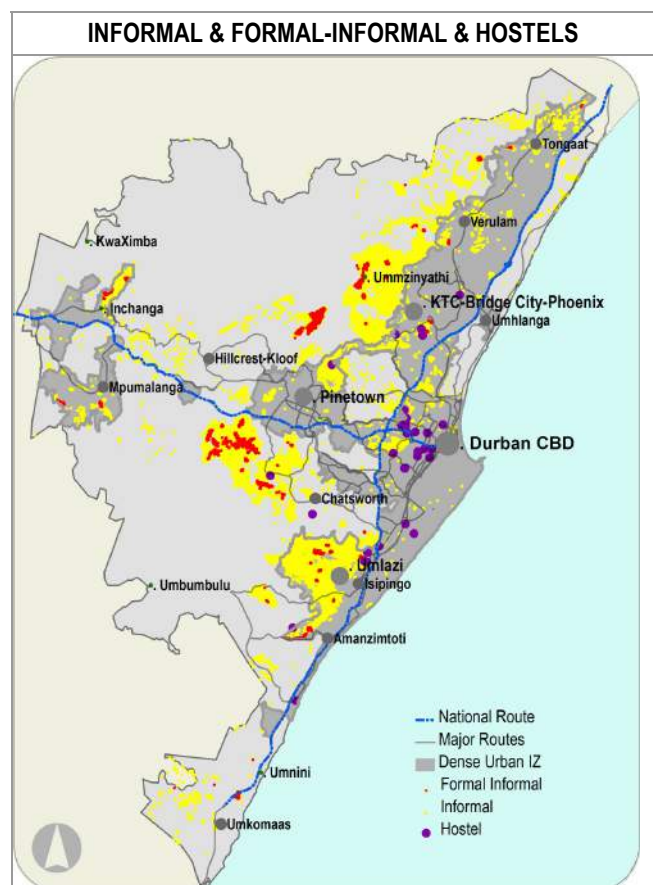 INFORMAL & FORMAL-INFORMAL & HOSTELS
Tongaat
Verulam
KwaXimba
Ummzinyathi
Inchanga
KTC-Bridge City-Phoenix
Umhlanga
Hillcrest-Kloof
Mpumalanga
Pinetown
Durban CBD
Chatsworth
Umlazi
Umbumbulu
Isipingo
Amanzimtoti
National Route
Major Routes
Dense Urban IZ
Umnini
Formal Informal
Informal
Umkomaas
Hostel